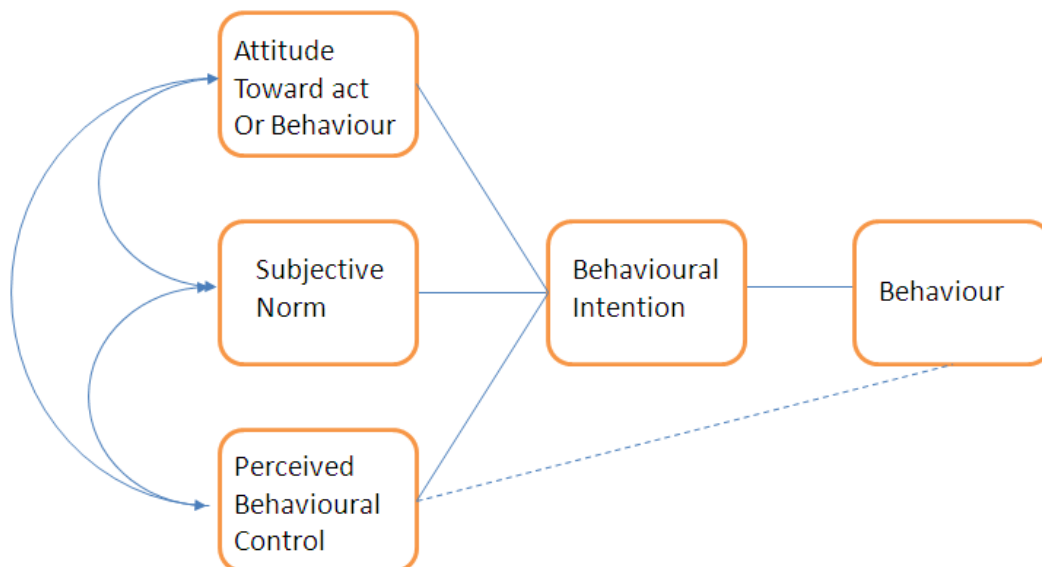 Attitude
Toward act
Or Behaviour
Subjective
Norm
Behavioural
Intention
Behaviour
Perceived
Behavioural
Control